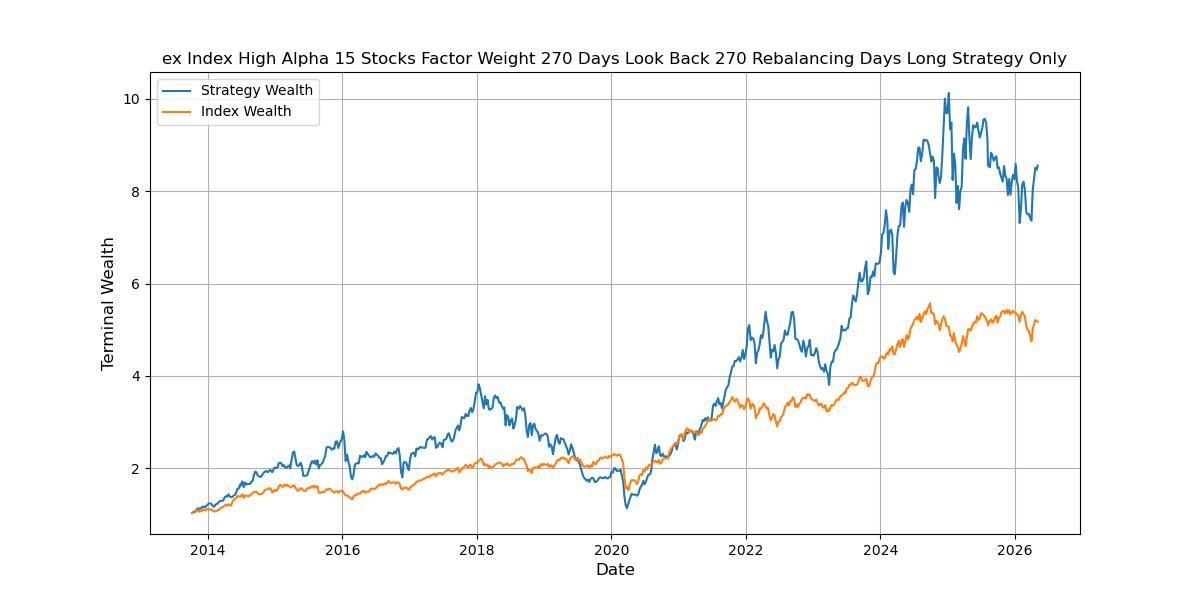 ex Index High Alpha 15 Stocks Factor Weight 270 Days Look Back 270 Rebalancing Days Long Strategy Only
Strategy Wealth
Index Wealth
10
8
6
4
2
Terminal Wealth
2014 2016 2018 2020 2022 2024 2026
Date